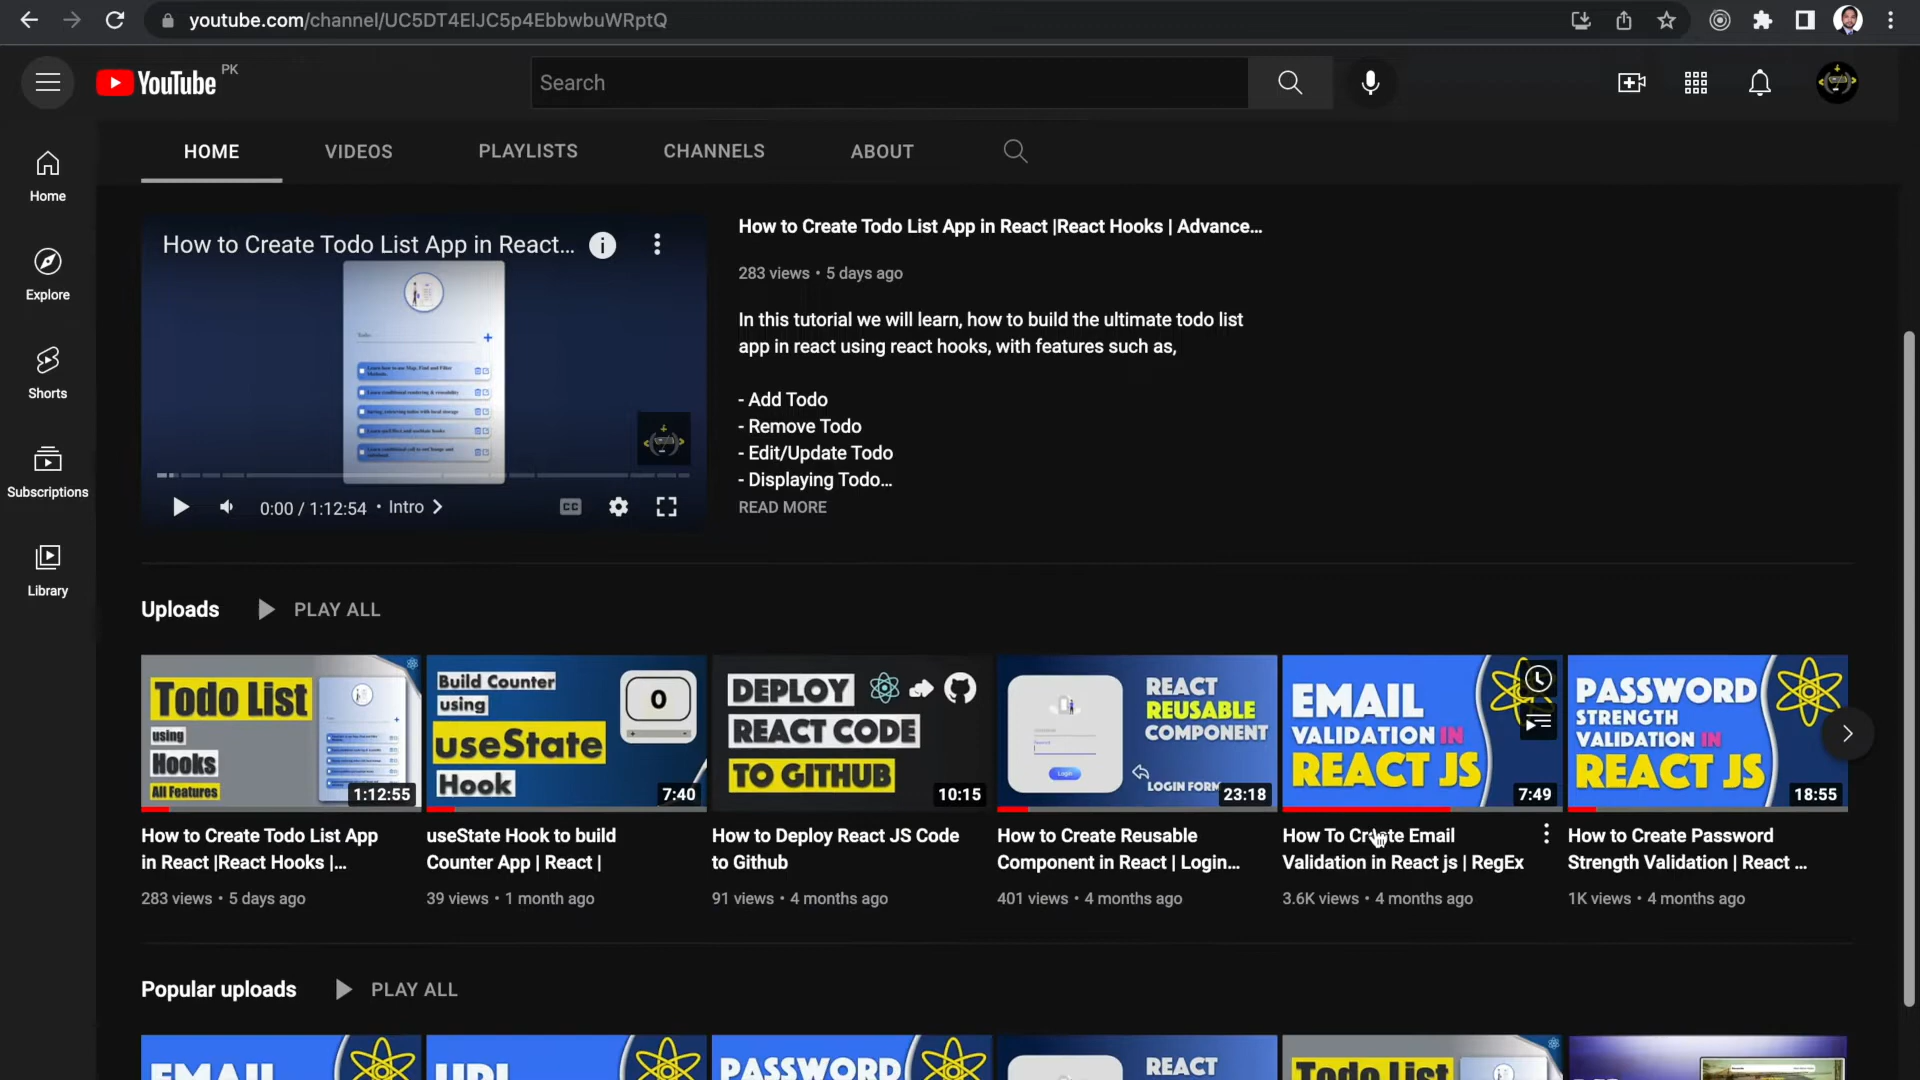 youtube.com/channel/UC5DT4EIJC5p4EbbwbuWRptQ
YouTube PK
Search
HOME VIDEOS PLAYLISTS CHANNELS ABOUT
Home
Explore
Shorts
Subscriptions
Library
How to Create Todo List App in React...
Todo
0:00 / 1:12:54 • Intro
CC
How to Create Todo List App in React |React Hooks | Advance...
283 views • 5 days ago
In this tutorial we will learn, how to build the ultimate todo list
app in react using react hooks, with features such as,
- Add Todo
- Remove Todo
- Edit/Update Todo
- Displaying Todo...
READ MORE
Uploads PLAY ALL
Todo List
using
Hooks
All Features
1:12:55
How to Create Todo List App
in React |React Hooks |...
283 views • 5 days ago
Build Counter
using
useState
Hook
0
7:40
useState Hook to build
Counter App | React |
39 views • 1 month ago
DEPLOY
REACT CODE
TO GITHUB
10:15
How to Deploy React JS Code
to Github
91 views • 4 months ago
REACT
REUSABLE
COMPONENT
Login
LOGIN FORM
23:18
How to Create Reusable
Component in React | Login...
401 views • 4 months ago
EMAIL
VALIDATION IN
REACT JS
7:49
How To Create Email
Validation in React js | RegEx
3.6K views • 4 months ago
PASSWORD
STRENGTH
VALIDATION IN
REACT JS
18:55
How to Create Password
Strength Validation | React ...
1K views • 4 months ago
Popular uploads PLAY ALL
EMAIL
URL
PASSWORD
REACT
Todo List